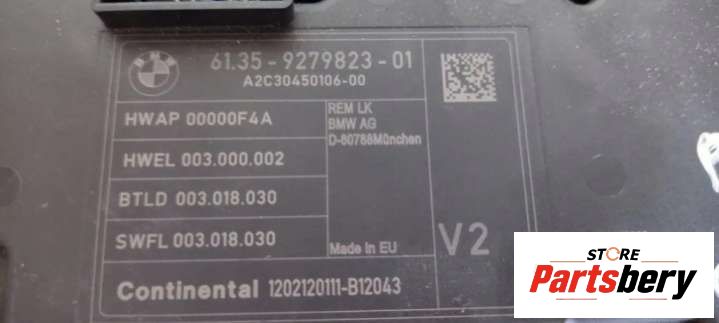 BMW
61.35 - 9279823 - 01
A2C30450106-00
HWAP 00000F4A
REM LK
BMW AG
D-80788München
HWEL 003.000.002
BTLD 003.018.030
SWFL 003.018.030
Made in EU
V2
Continental 1202120111-B12043
STORE
Partsbery